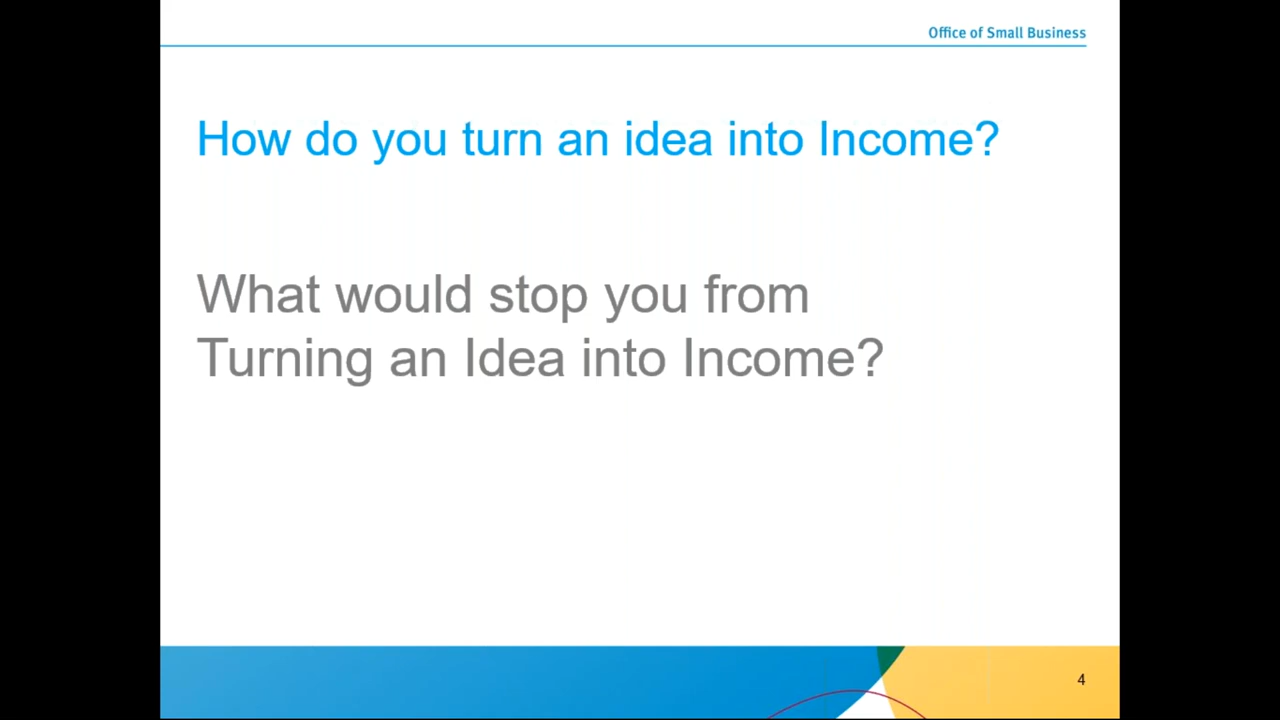 Office of Small Business
How do you turn an idea into Income?
What would stop you from
Turning an Idea into Income?
4